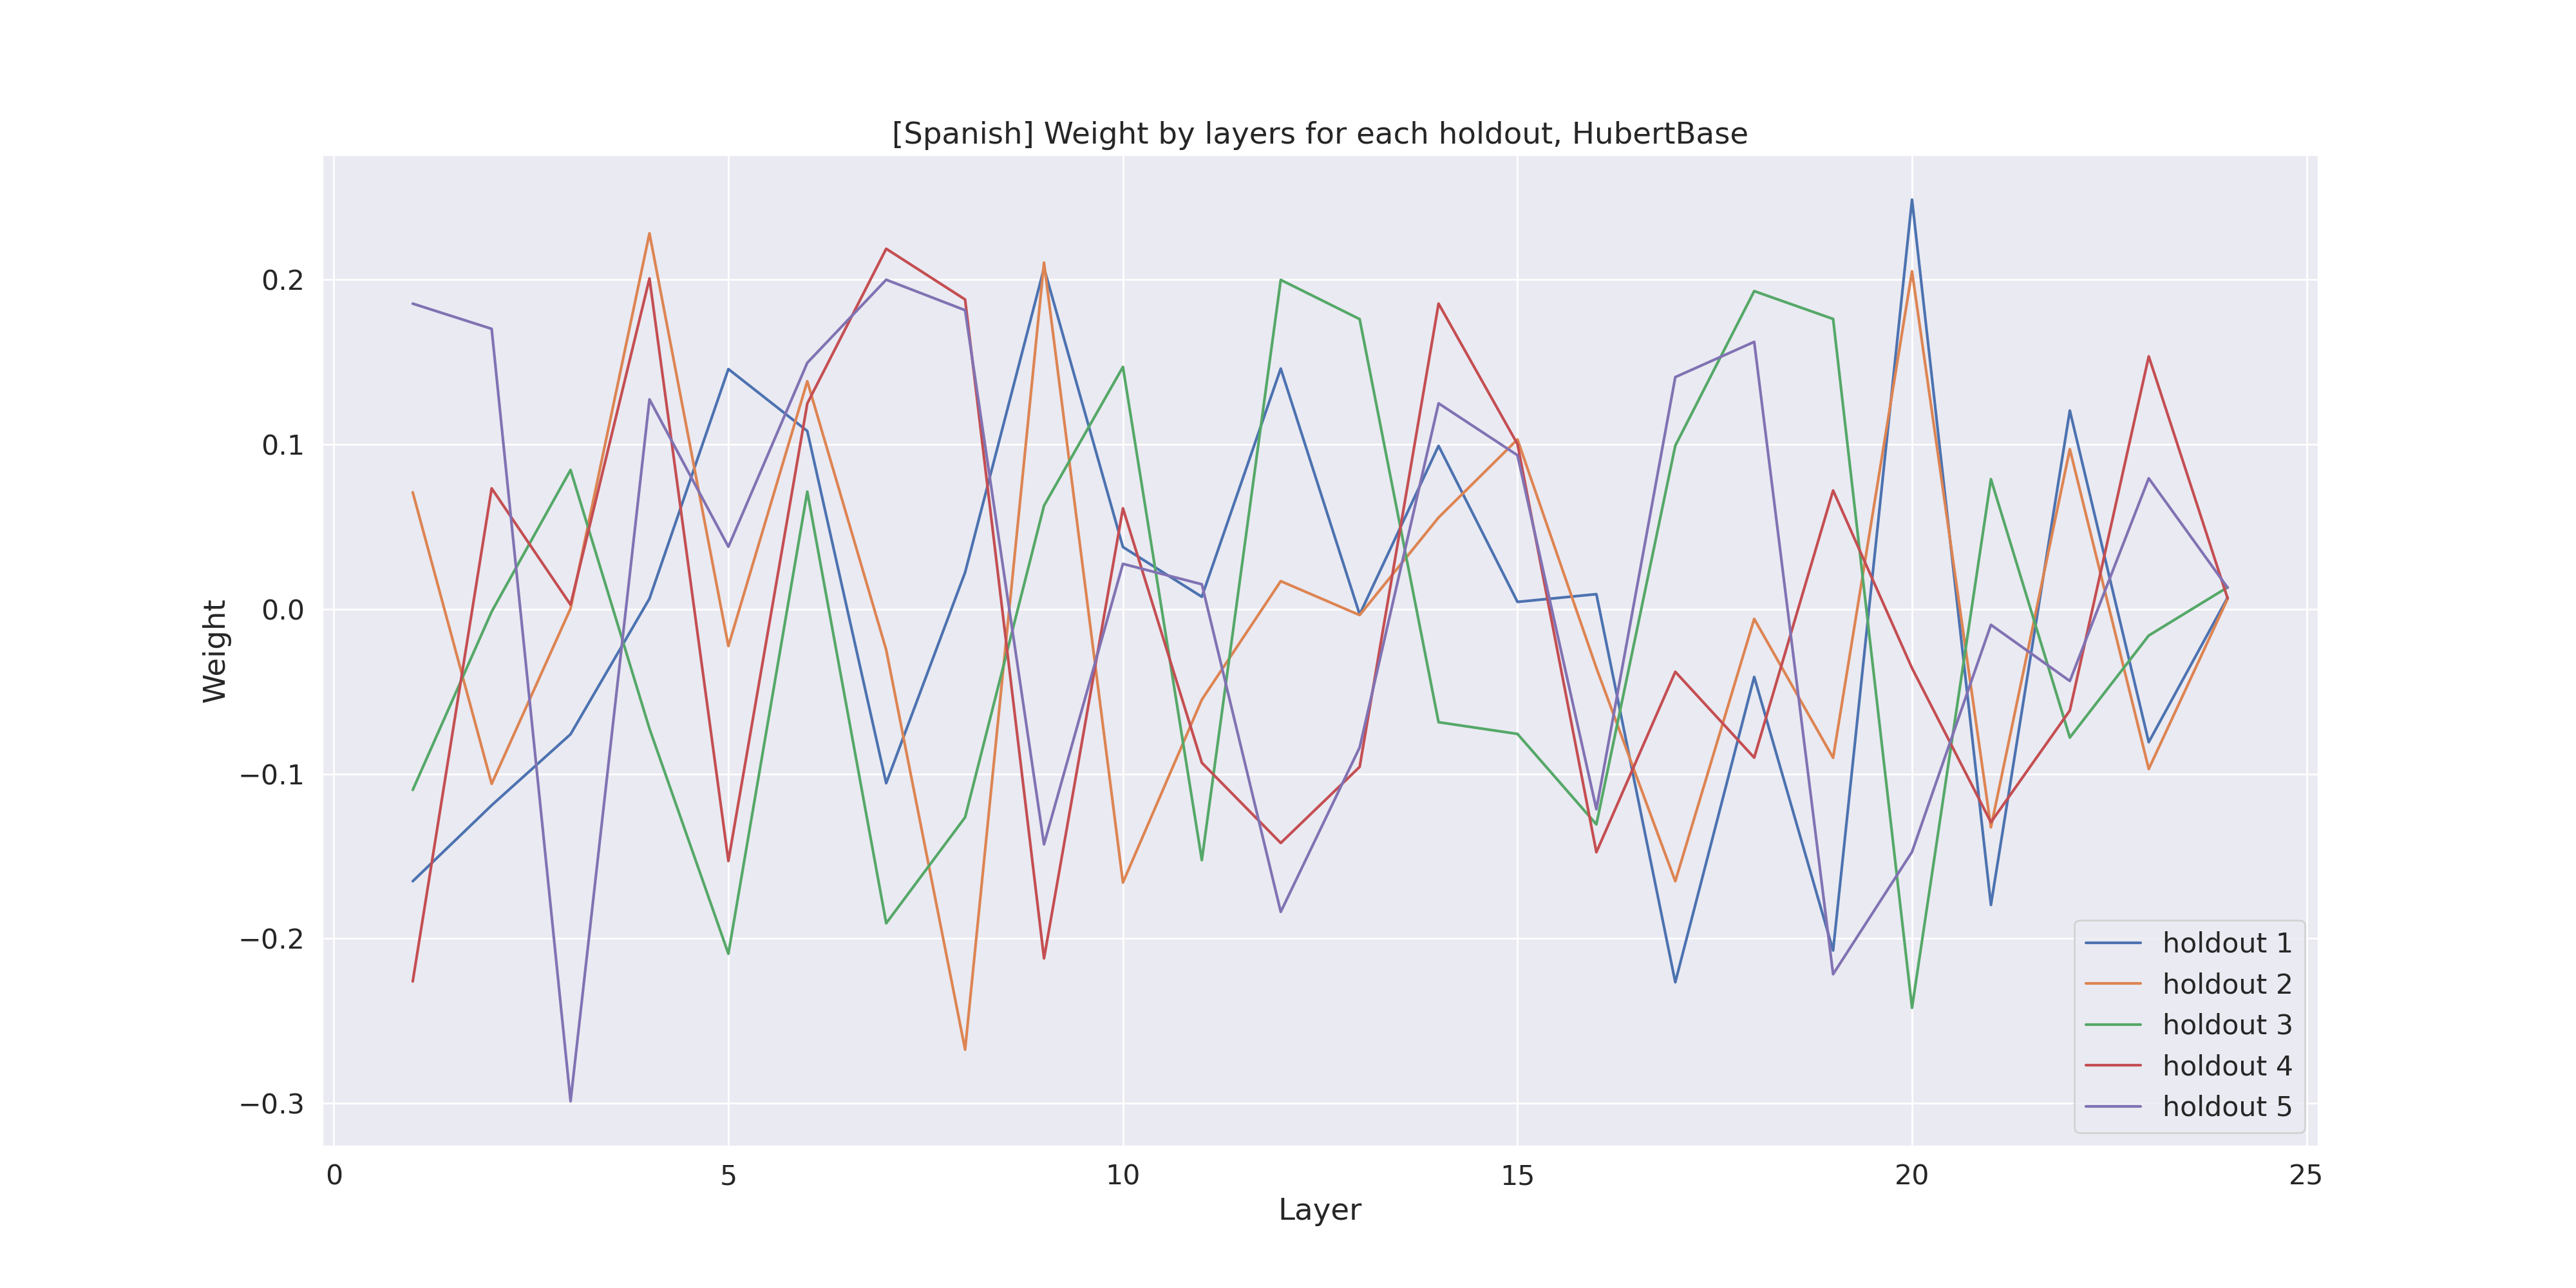 [Spanish] Weight by layers for each holdout, HubertBase
Weight
0.2
0.1
0.0
−0.1
−0.2
−0.3
holdout 1
holdout 2
holdout 3
holdout 4
holdout 5
0 5 10 15 20 25
Layer